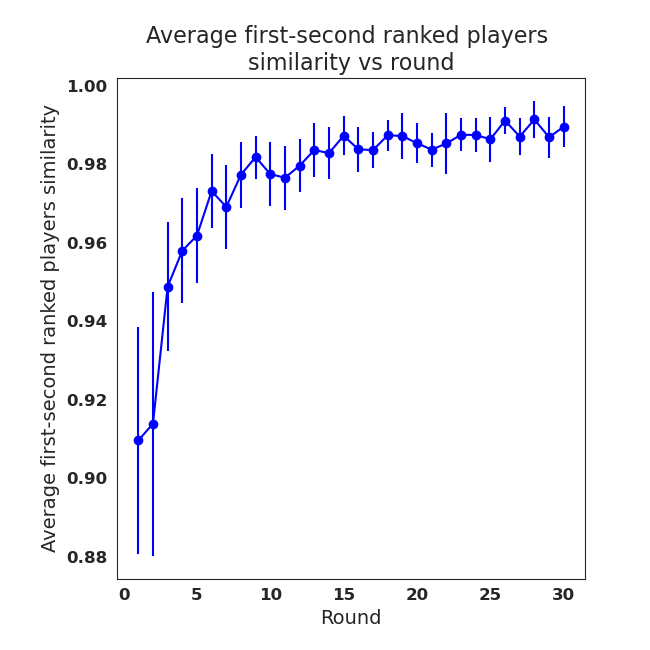 Average first-second ranked players
similarity vs round
Average first-second ranked players similarity
1.00
0.98
0.96
0.94
0.92
0.90
0.88
0 5 10 15 20 25 30
Round